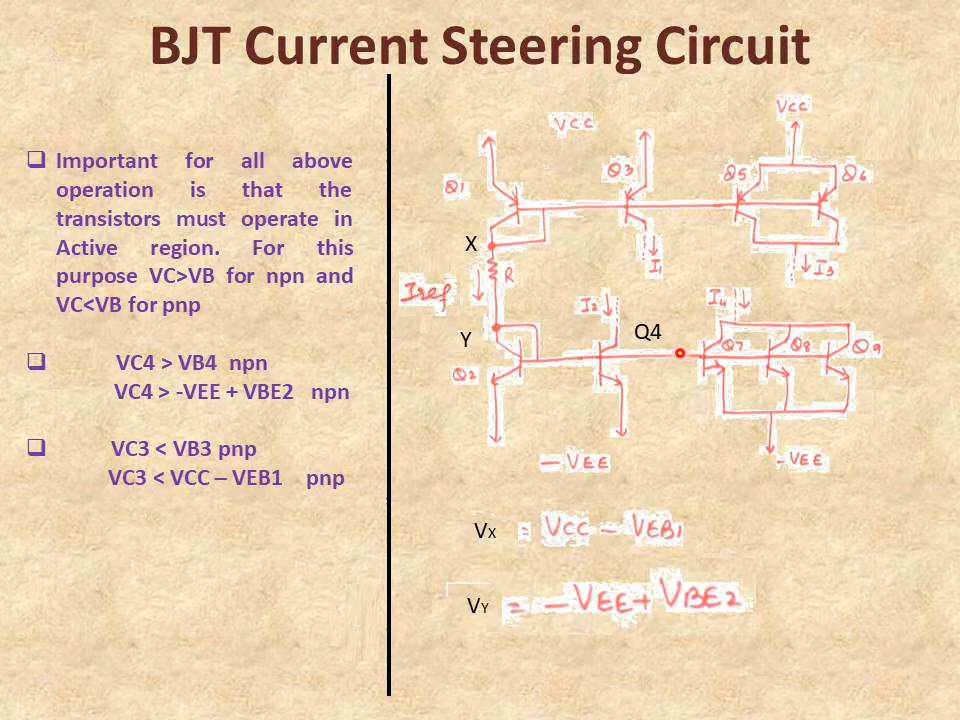 BJT Current Steering Circuit
Important for all above
operation is that the
transistors must operate in
Active region. For this
purpose VC>VB for npn and
VC<VB for pnp
VC4 > VB4 npn
VC4 > -VEE + VBE2 npn
VC3 < VB3 pnp
VC3 < VCC – VEB1 pnp
VCC
VCC
Q1
Q3
Q5
Q6
X
R
I1
I3
Iref
I2
I4
Y
Q4
Q7
Q8
Q9
Q2
-VEE
-VEE
VX = VCC - VEB1
VY = -VEE + VBE2